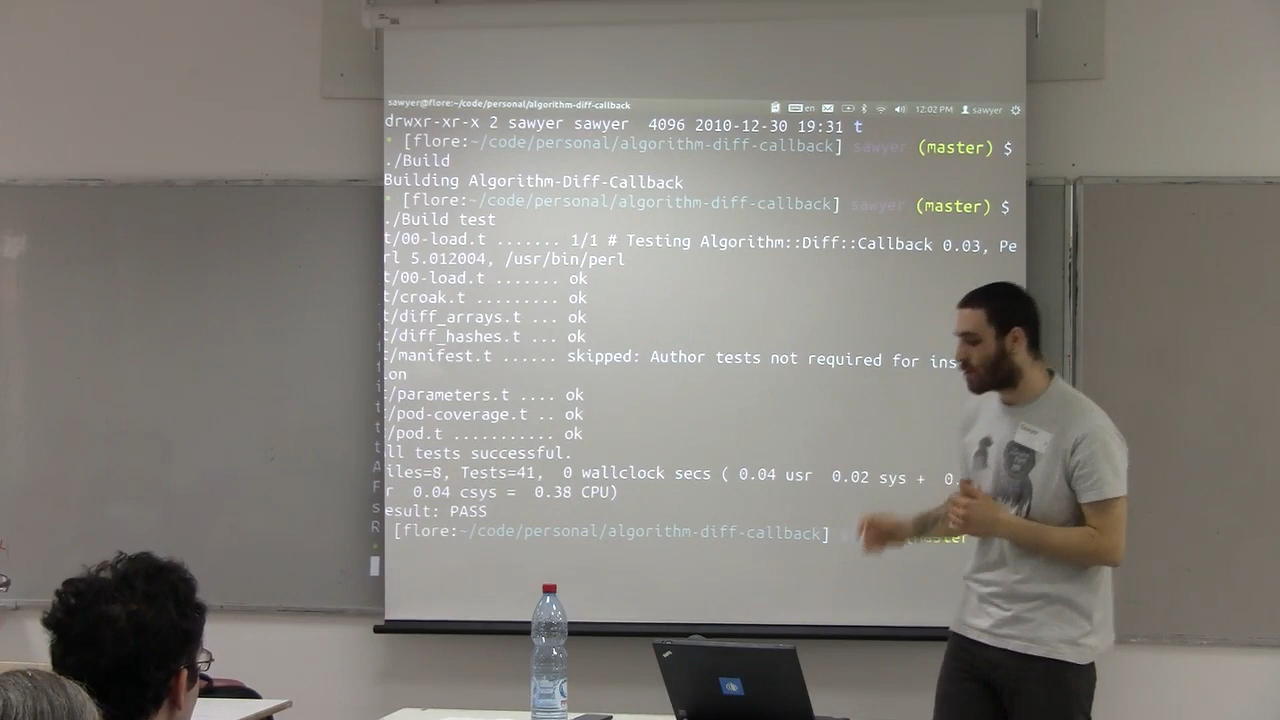 sawyer@flore:~/code/personal/algorithm-diff-callback en 12:02 PM sawyer
drwxr-xr-x 2 sawyer sawyer 4096 2010-12-30 19:31 t
[flore:~/code/personal/algorithm-diff-callback] sawyer (master) $
./Build
Building Algorithm-Diff-Callback
[flore:~/code/personal/algorithm-diff-callback] sawyer (master) $
./Build test
t/00-load.t ....... 1/1 # Testing Algorithm::Diff::Callback 0.03, Pe
rl 5.012004, /usr/bin/perl
t/00-load.t ....... ok
t/croak.t ......... ok
t/diff_arrays.t ... ok
t/diff_hashes.t ... ok
t/manifest.t ...... skipped: Author tests not required for ins
on
t/parameters.t .... ok
t/pod-coverage.t .. ok
t/pod.t ........... ok
ll tests successful.
iles=8, Tests=41, 0 wallclock secs ( 0.04 usr 0.02 sys + 0.
r 0.04 csys = 0.38 CPU)
esult: PASS
[flore:~/code/personal/algorithm-diff-callback] (master
Sawyer